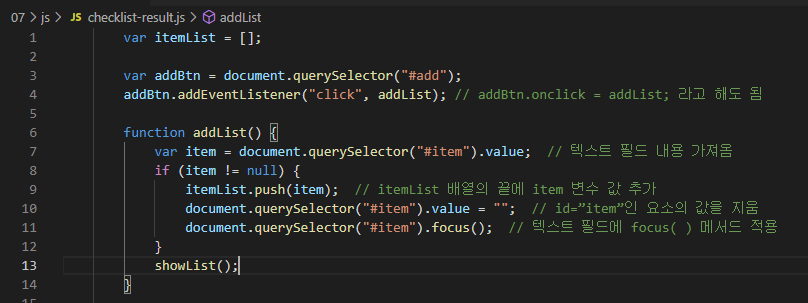 07 > js > JS checklist-result.js > addList
1 var itemList = [];
2
3 var addBtn = document.querySelector("#add");
4 addBtn.addEventListener("click", addList); // addBtn.onclick = addList; 라고 해도 됨
5
6 function addList() {
7 var item = document.querySelector("#item").value;  // 텍스트 필드 내용 가져옴
8 if (item != null) {
9 itemList.push(item);  // itemList 배열의 끝에 item 변수 값 추가
10 document.querySelector("#item").value = "";  // id=”item”인 요소의 값을 지움
11 document.querySelector("#item").focus();  // 텍스트 필드에 focus( ) 메서드 적용
12 }
13 showList();
14 }